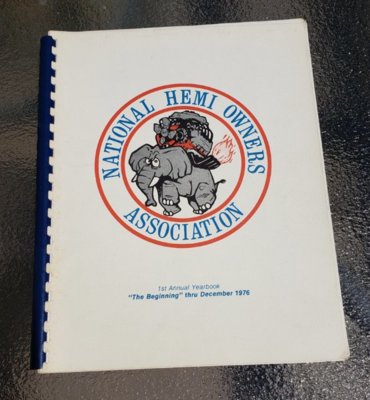 NATIONAL HEMI OWNERS
ASSOCIATION
1st Annual Yearbook
"The Beginning" thru December 1976